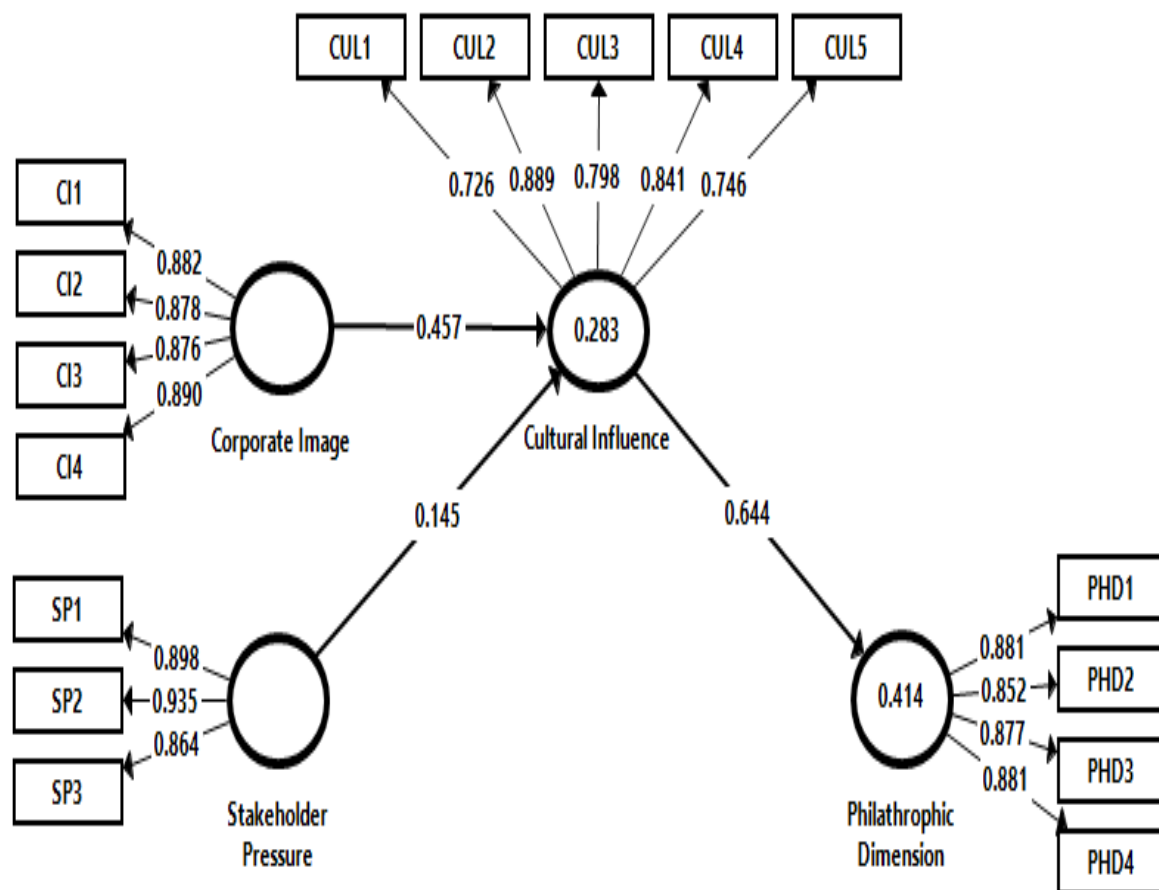 CUL1 CUL2 CUL3 CUL4 CUL5
0.726 0.889 0.798 0.841 0.746
CI1
CI2
CI3
CI4
0.882
0.878
0.876
0.890
Corporate Image
0.457
0.283
Cultural Influence
0.145
0.644
SP1
SP2
SP3
0.898
0.935
0.864
Stakeholder
Pressure
0.414
Philathrophic
Dimension
0.881
0.852
0.877
0.881
PHD1
PHD2
PHD3
PHD4